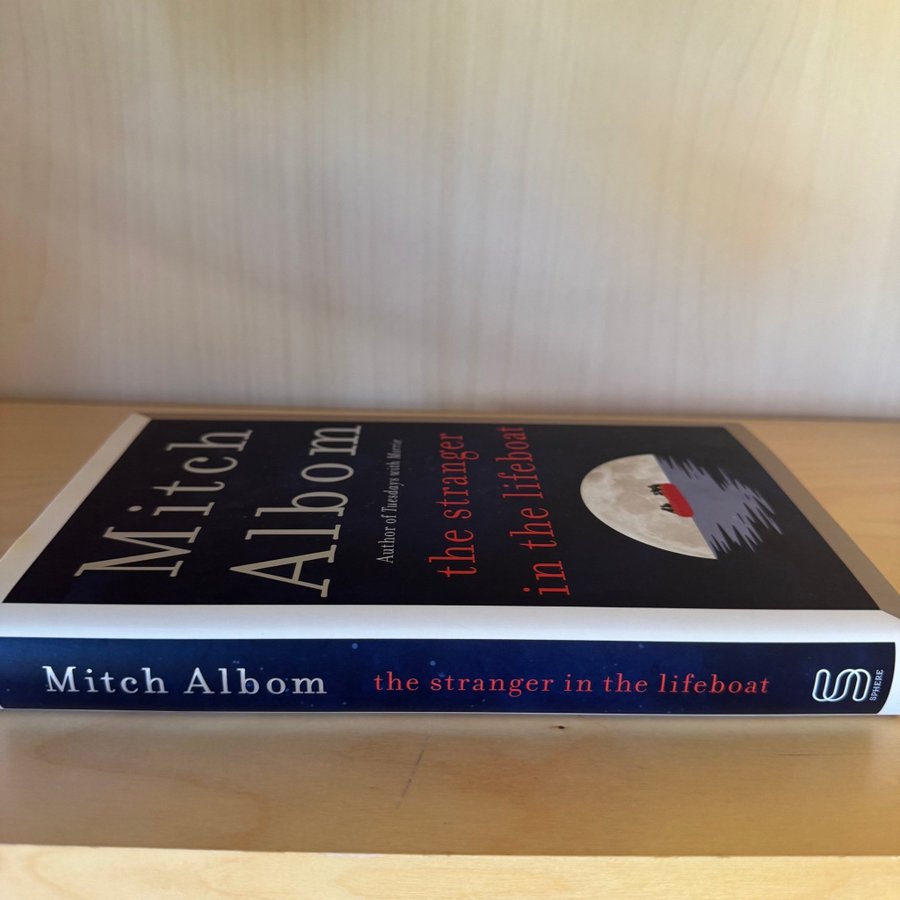 Mitch
Albom
Author of Tuesdays with Morrie
the stranger
in the lifeboat
Mitch Albom the stranger in the lifeboat SPHERE